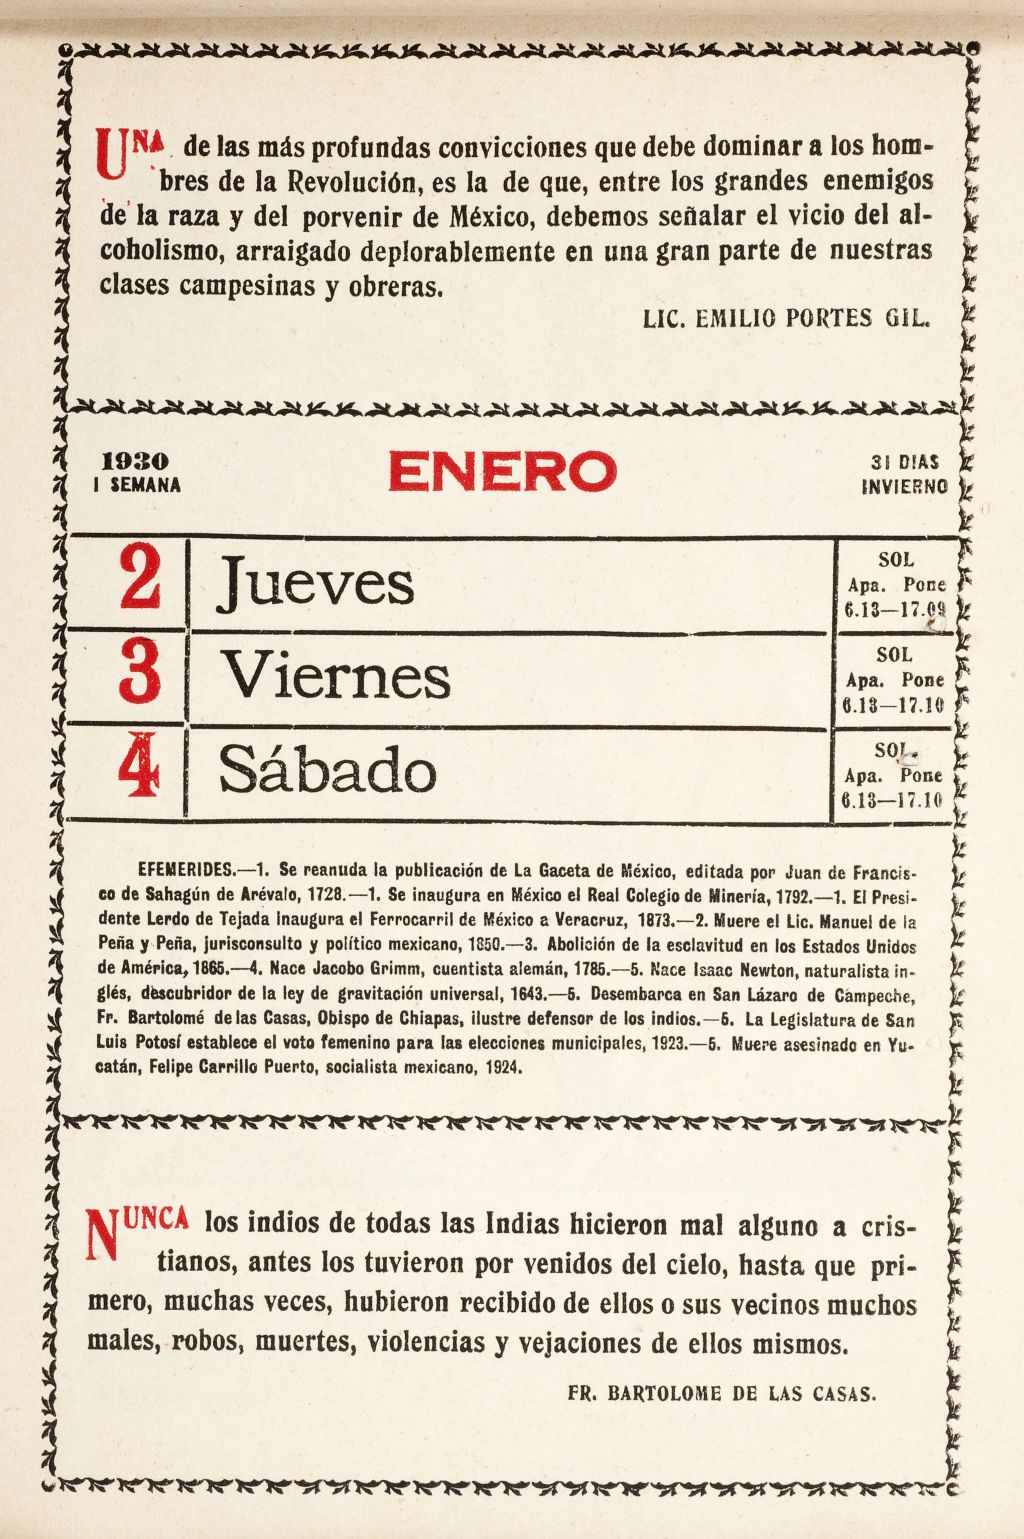 UNA de las más profundas convicciones que debe dominar a los hom-
bres de la Revolución, es la de que, entre los grandes enemigos
de la raza y del porvenir de México, debemos señalar el vicio del al-
coholismo, arraigado deplorablemente en una gran parte de nuestras
clases campesinas y obreras.
LIC. EMILIO PORTES GIL.
1930
I SEMANA
ENERO
31 DIAS
INVIERNO
2
Jueves
SOL
Apa. Pone
6.13—17.09
3
Viernes
SOL
Apa. Pone
6.13—17.10
4
Sábado
SOL
Apa. Pone
6.13—17.10
EFEMERIDES.—1. Se reanuda la publicación de La Gaceta de México, editada por Juan de Francis-
co de Sahagún de Arévalo, 1728.—1. Se inaugura en México el Real Colegio de Minería, 1792.—1. El Presi-
dente Lerdo de Tejada inaugura el Ferrocarril de México a Veracruz, 1873.—2. Muere el Lic. Manuel de la
Peña y Peña, jurisconsulto y político mexicano, 1850.—3. Abolición de la esclavitud en los Estados Unidos
de América, 1865.—4. Nace Jacobo Grimm, cuentista alemán, 1785.—5. Nace Isaac Newton, naturalista in-
glés, descubridor de la ley de gravitación universal, 1643.—5. Desembarca en San Lázaro de Campeche,
Fr. Bartolomé de las Casas, Obispo de Chiapas, ilustre defensor de los indios.—5. La Legislatura de San
Luis Potosí establece el voto femenino para las elecciones municipales, 1923.—5. Muere asesinado en Yu-
catán, Felipe Carrillo Puerto, socialista mexicano, 1924.
NUNCA los indios de todas las Indias hicieron mal alguno a cris-
tianos, antes los tuvieron por venidos del cielo, hasta que pri-
mero, muchas veces, hubieron recibido de ellos o sus vecinos muchos
males, robos, muertes, violencias y vejaciones de ellos mismos.
FR. BARTOLOME DE LAS CASAS.